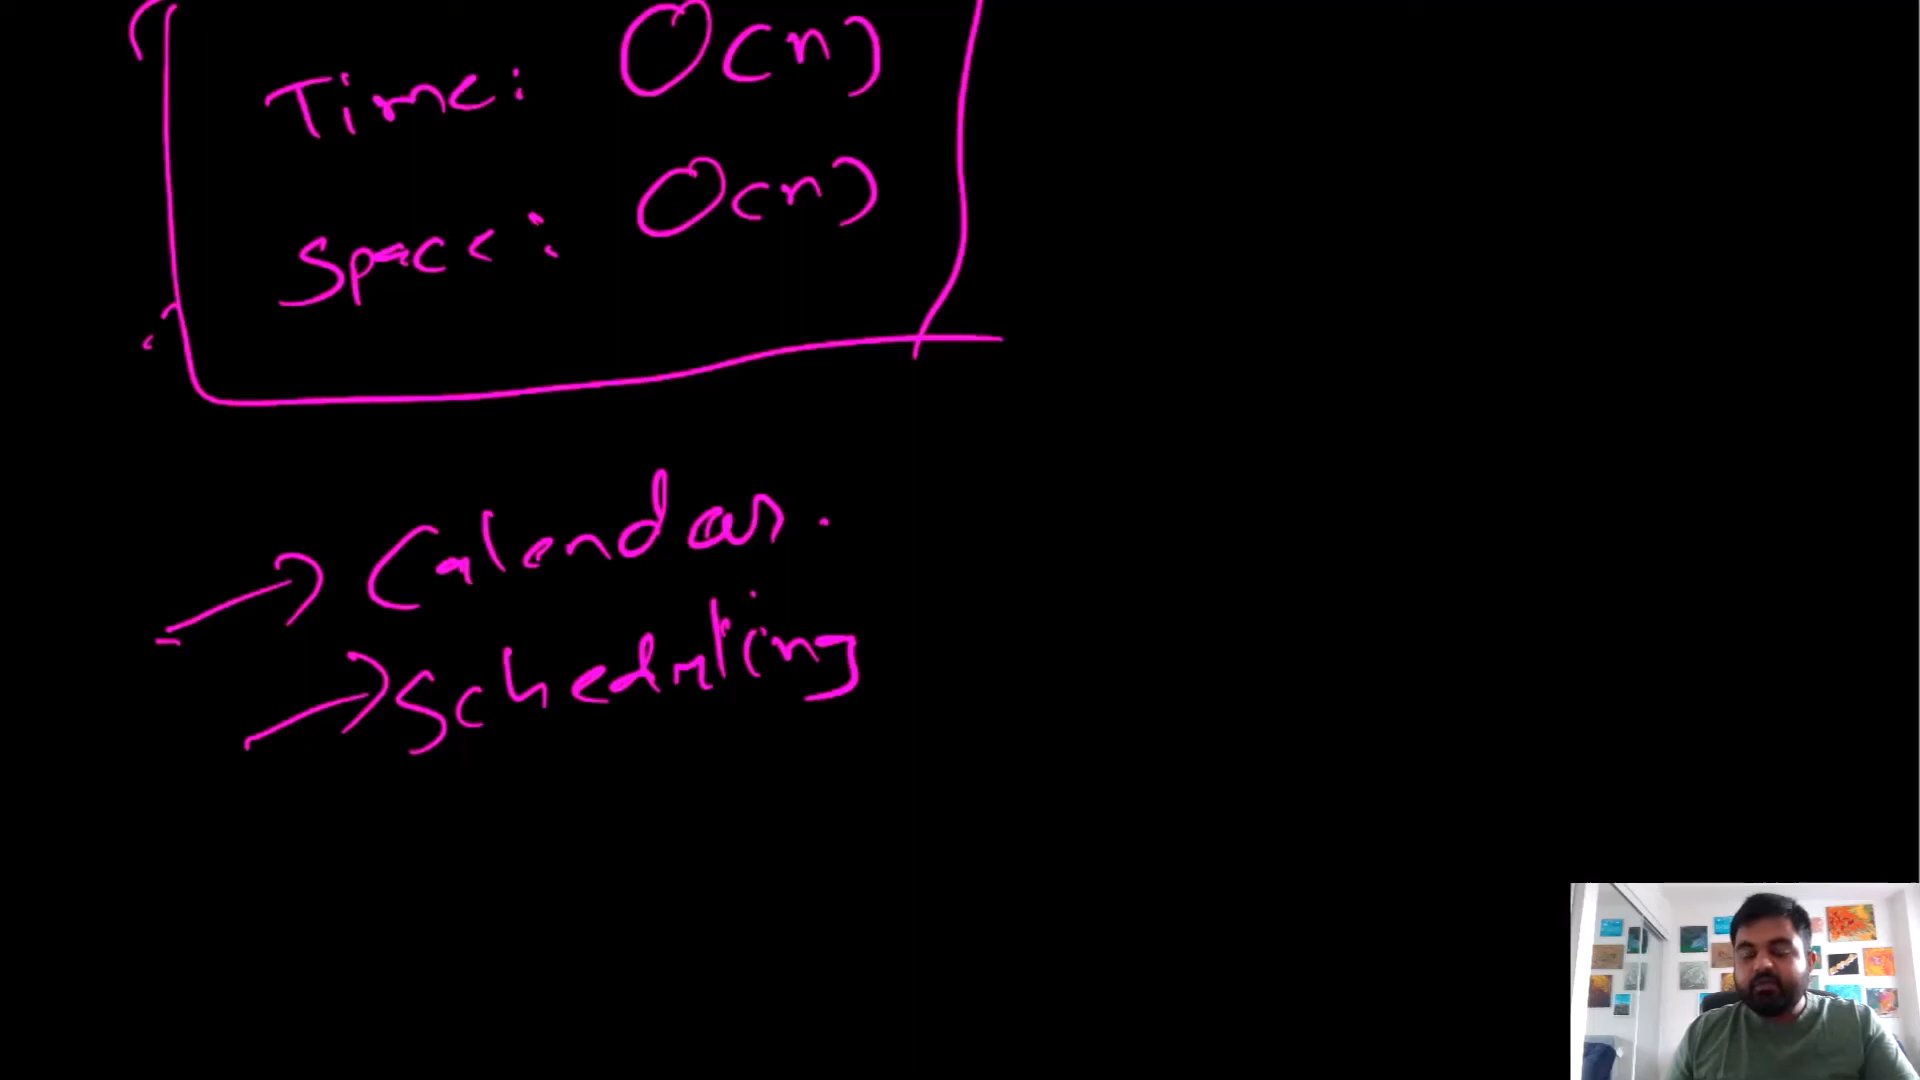 Time: O(n)
Space: O(n)
→ Calendar.
→ Scheduling